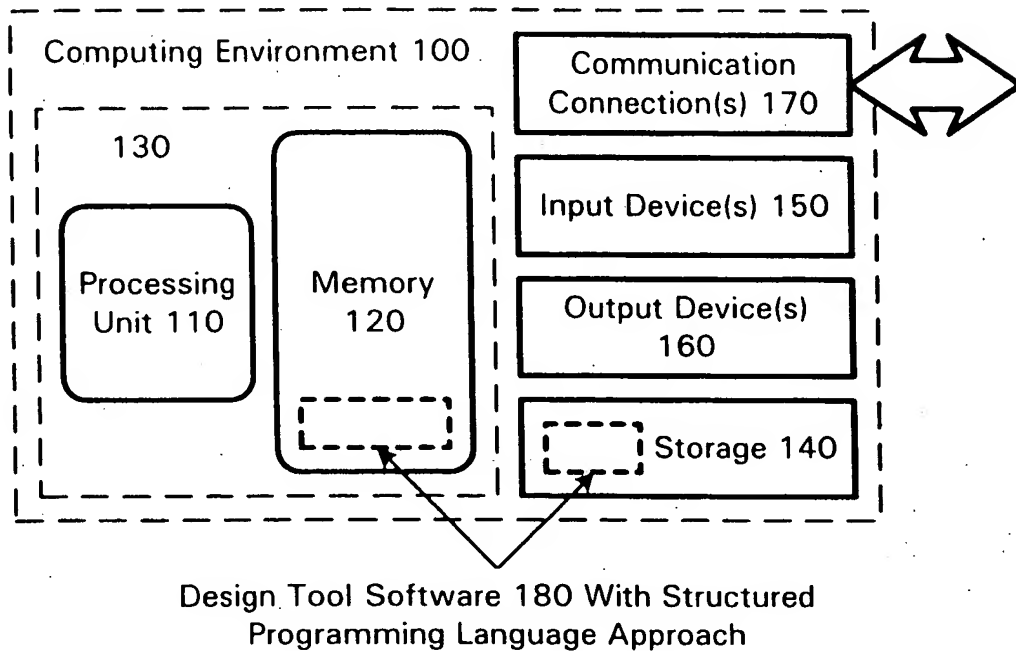 Computing Environment 100
130
Processing
Unit 110
Memory
120
Communication
Connection(s) 170
Input Device(s) 150
Output Device(s)
160
Storage 140
Design Tool Software 180 With Structured
Programming Language Approach